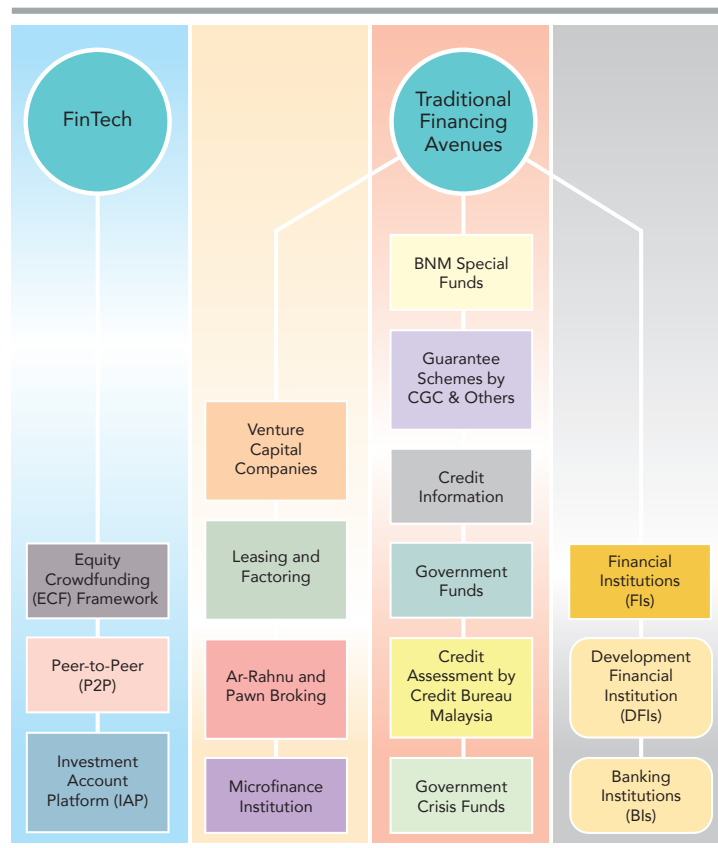 FinTech
Equity
Crowdfunding
(ECF) Framework
Peer-to-Peer
(P2P)
Investment
Account
Platform (IAP)
Traditional
Financing
Avenues
Venture
Capital
Companies
Leasing and
Factoring
Ar-Rahnu and
Pawn Broking
Microfinance
Institution
BNM Special
Funds
Guarantee
Schemes by
CGC & Others
Credit
Information
Government
Funds
Credit
Assessment by
Credit Bureau
Malaysia
Government
Crisis Funds
Financial
Institutions
(FIs)
Development
Financial
Institution
(DFIs)
Banking
Institutions
(BIs)